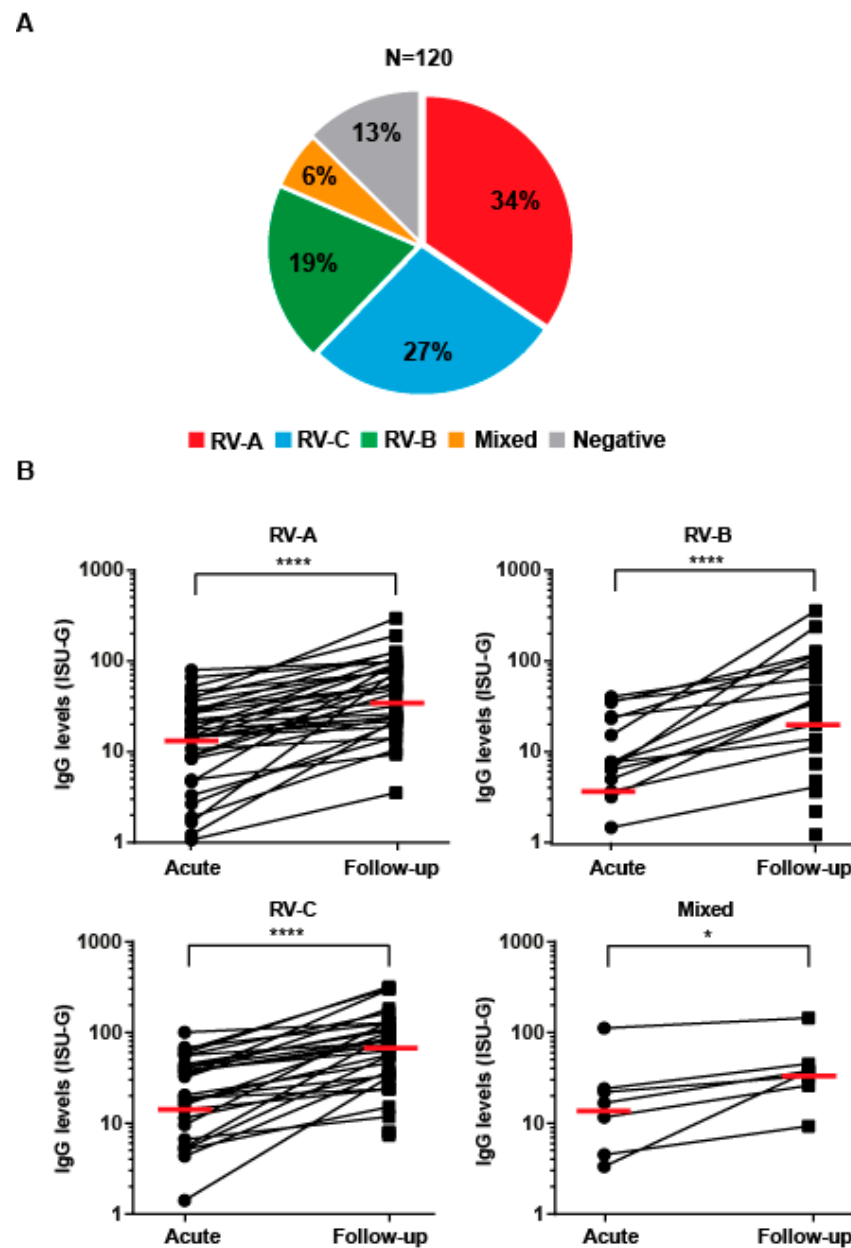 A
N=120
13%
6%
34%
19%
27%
RV-A RV-C RV-B Mixed Negative
B
RV-A
****
IgG levels (ISU-G)
1000
100
10
1
Acute Follow-up
RV-B
****
IgG levels (ISU-G)
1000
100
10
1
Acute Follow-up
RV-C
****
IgG levels (ISU-G)
1000
100
10
1
Acute Follow-up
Mixed
*
IgG levels (ISU-G)
1000
100
10
1
Acute Follow-up